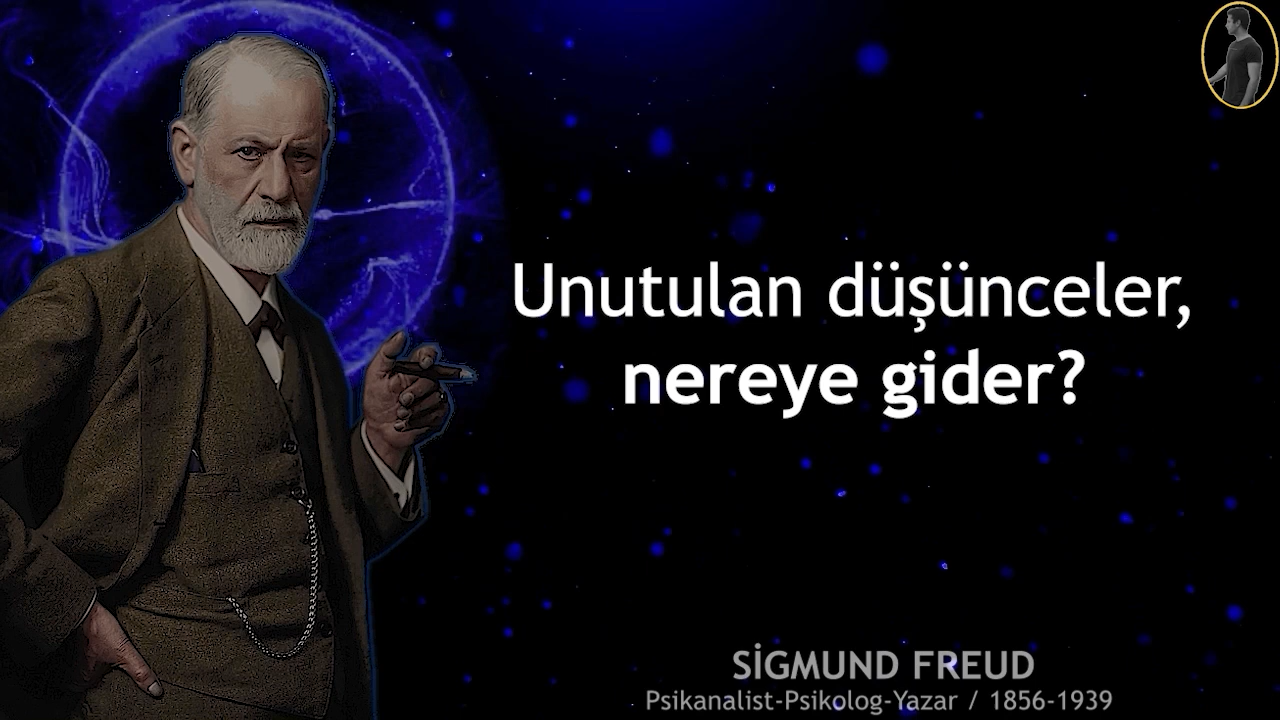 Unutulan düşünceler,
nereye gider?
SİGMUND FREUD
Psikanalist-Psikolog-Yazar / 1856-1939